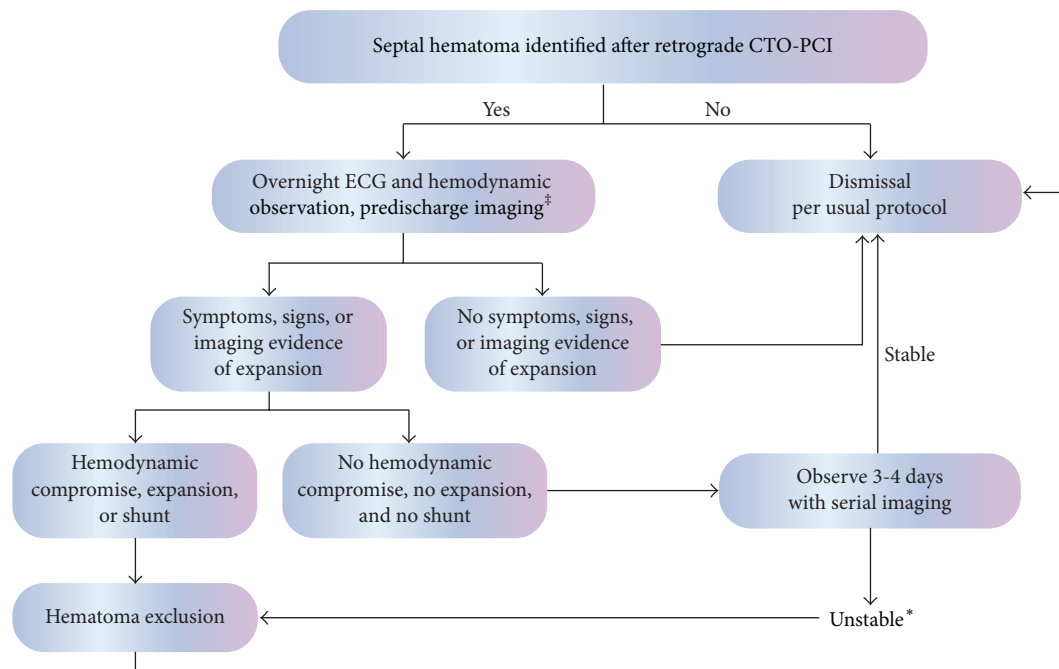 Septal hematoma identified after retrograde CTO-PCI
Yes
No
Overnight ECG and hemodynamic
observation, predischarge imaging‡
Dismissal
per usual protocol
Symptoms, signs, or
imaging evidence
of expansion
No symptoms, signs,
or imaging evidence
of expansion
Stable
Hemodynamic
compromise, expansion,
or shunt
No hemodynamic
compromise, no expansion,
and no shunt
Observe 3-4 days
with serial imaging
Hematoma exclusion
Unstable*